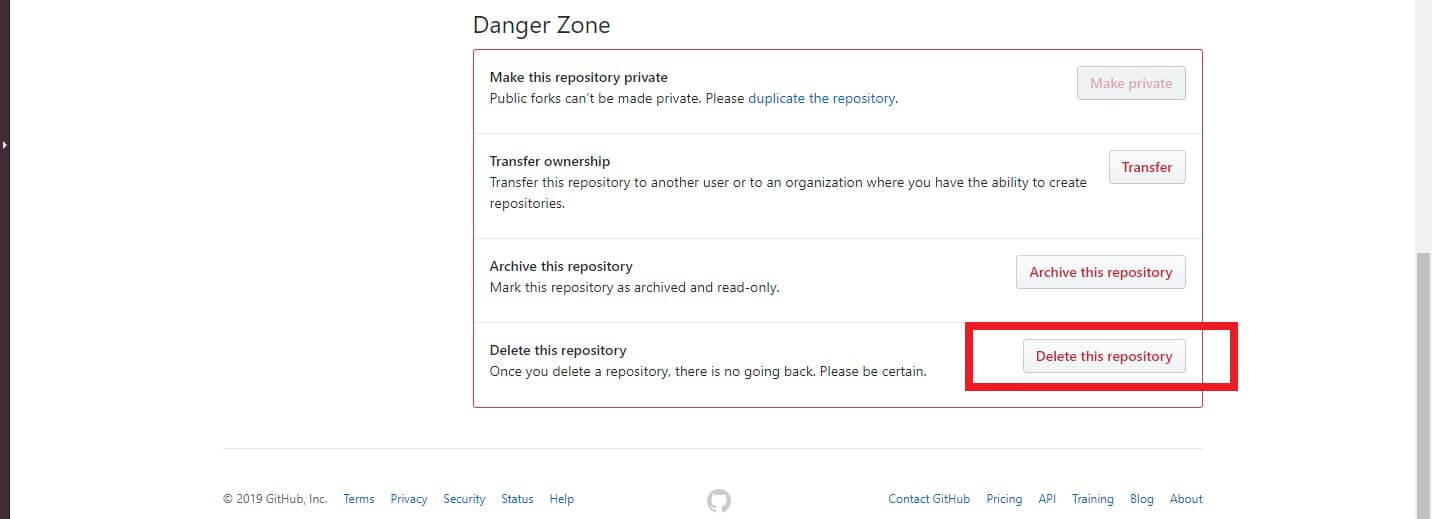 Danger Zone
Make this repository private
Make private
Public forks can't be made private. Please duplicate the repository.
Transfer ownership
Transfer
Transfer this repository to another user or to an organization where you have the ability to create
repositories.
Archive this repository
Archive this repository
Mark this repository as archived and read-only.
Delete this repository
Delete this repository
Once you delete a repository, there is no going back. Please be certain.
© 2019 GitHub, Inc. Terms Privacy Security Status Help Contact GitHub Pricing API Training Blog About